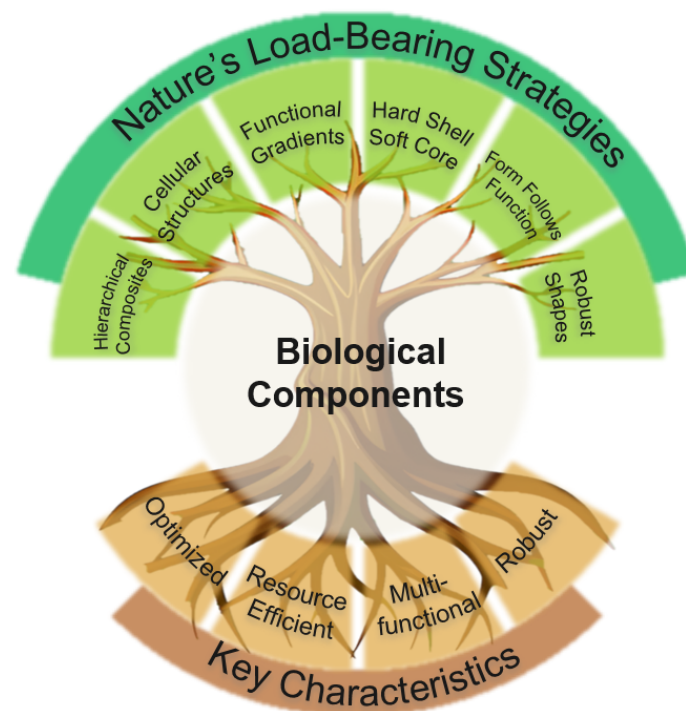 Nature's Load-Bearing Strategies
Hierarchical
Composites
Cellular
Structures
Functional
Gradients
Hard Shell
Soft Core
Form Follows
Function
Robust
Shapes
Biological
Components
Optimized
Resource
Efficient
Multi-
functional
Robust
Key Characteristics